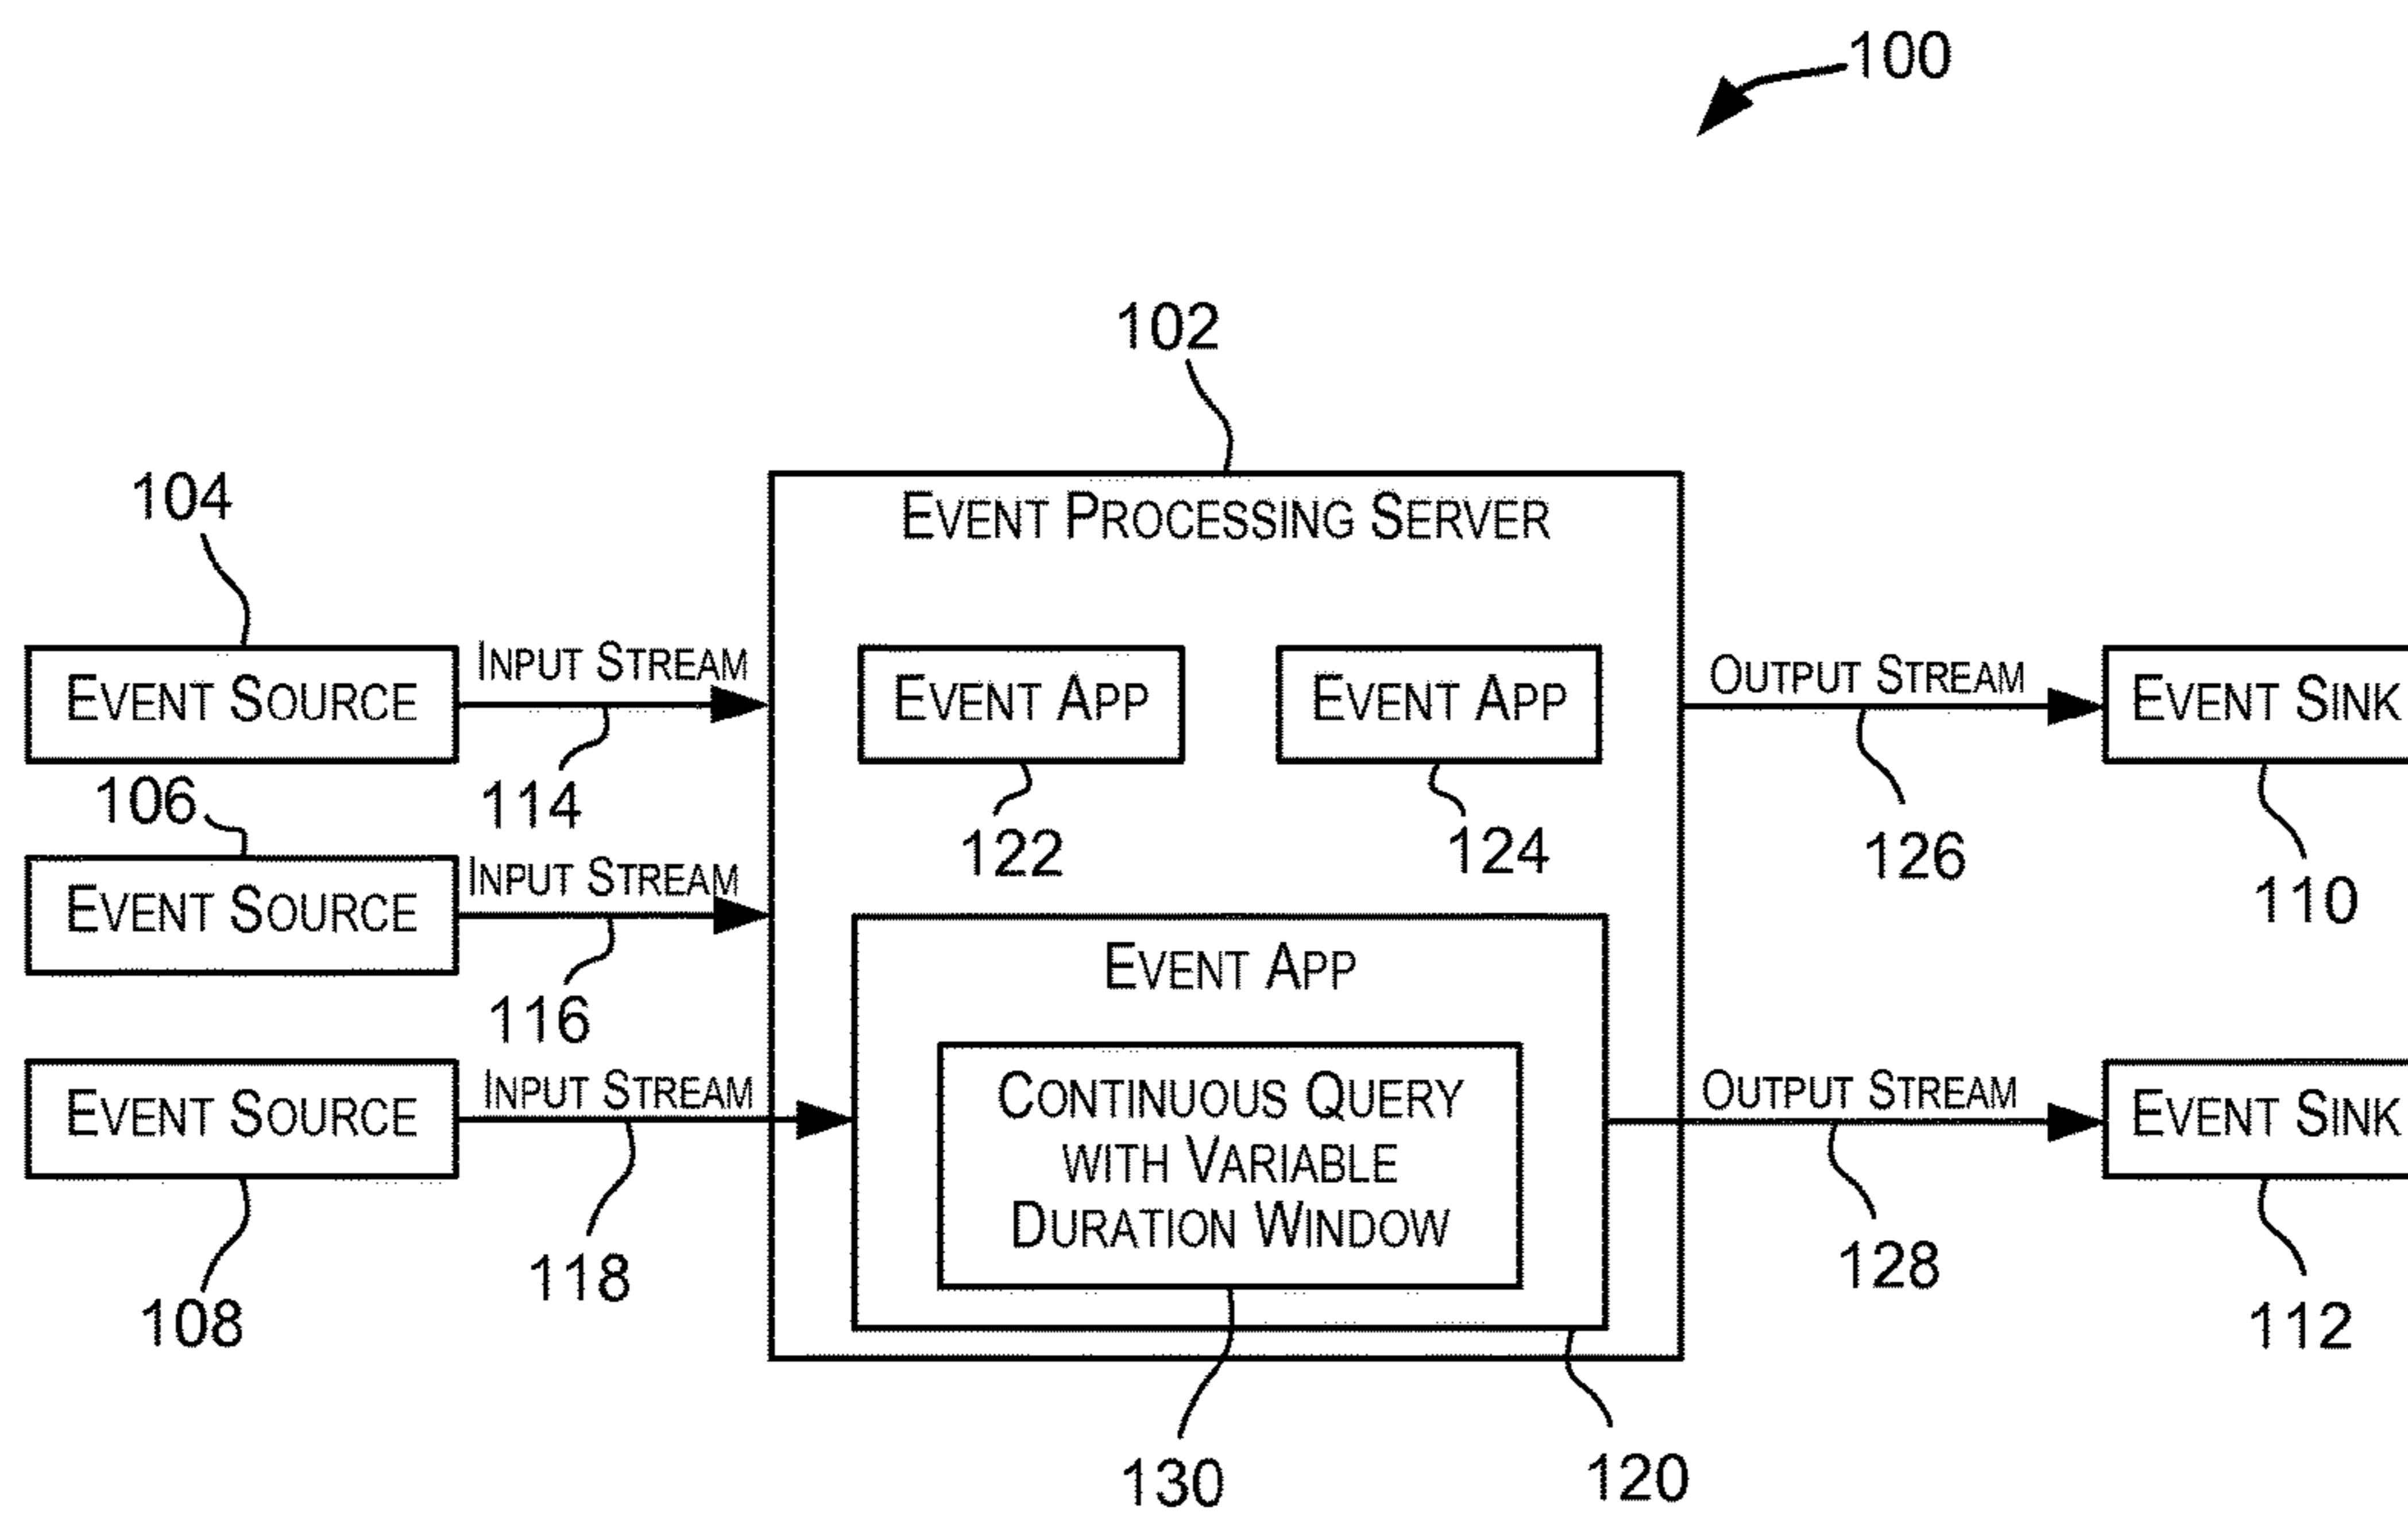 100
102
EVENT PROCESSING SERVER
104
EVENT SOURCE
INPUT STREAM
114
EVENT APP
122
EVENT APP
124
OUTPUT STREAM
126
EVENT SINK
110
106
EVENT SOURCE
INPUT STREAM
116
EVENT APP
EVENT SOURCE
108
INPUT STREAM
118
CONTINUOUS QUERY
WITH VARIABLE
DURATION WINDOW
130
120
OUTPUT STREAM
128
EVENT SINK
112